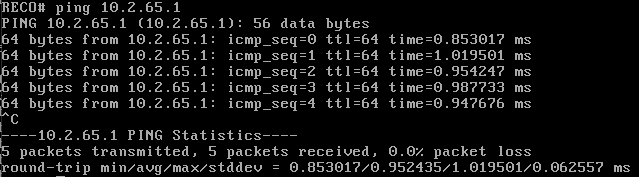 RECO# ping 10.2.65.1
PING 10.2.65.1 (10.2.65.1): 56 data bytes
64 bytes from 10.2.65.1: icmp_seq=0 ttl=64 time=0.853017 ms
64 bytes from 10.2.65.1: icmp_seq=1 ttl=64 time=1.019501 ms
64 bytes from 10.2.65.1: icmp_seq=2 ttl=64 time=0.954247 ms
64 bytes from 10.2.65.1: icmp_seq=3 ttl=64 time=0.987733 ms
64 bytes from 10.2.65.1: icmp_seq=4 ttl=64 time=0.947676 ms
^C
----10.2.65.1 PING Statistics----
5 packets transmitted, 5 packets received, 0.0% packet loss
round-trip min/avg/max/stddev = 0.853017/0.952435/1.019501/0.062557 ms